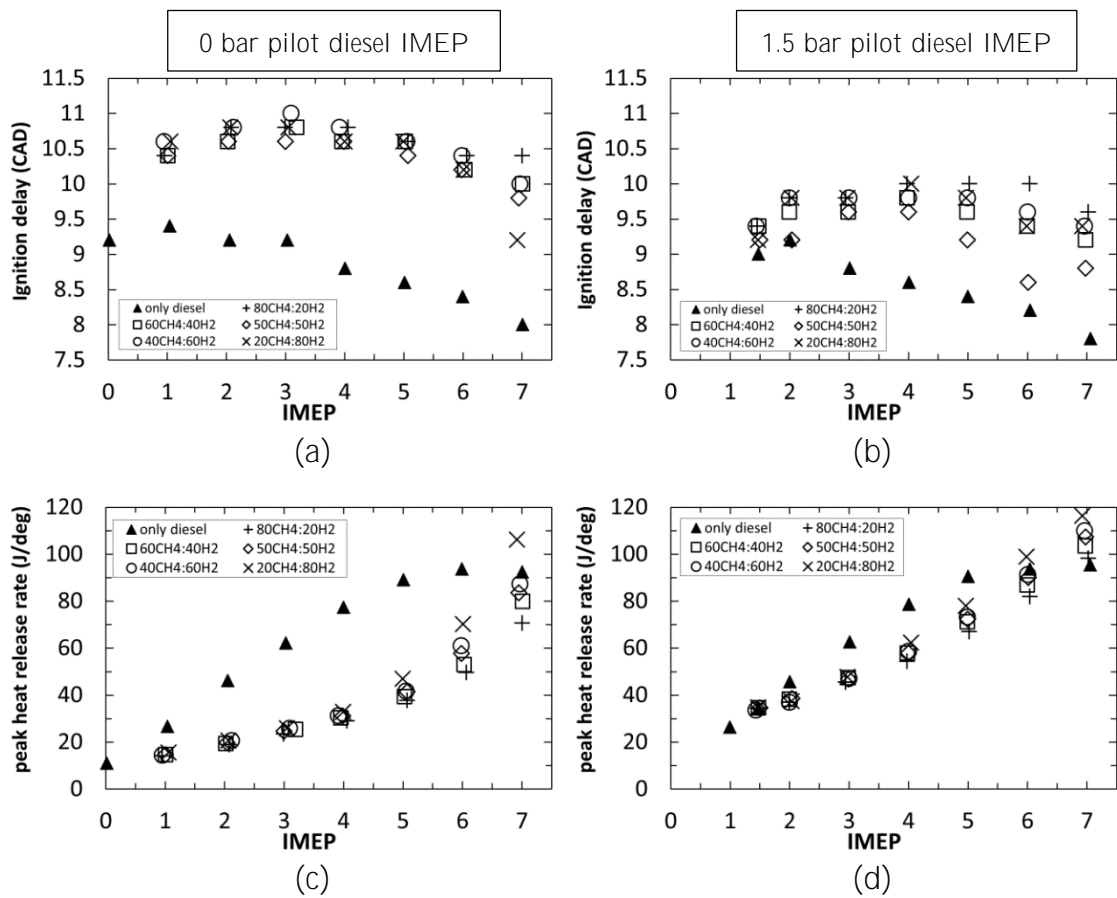 0 bar pilot diesel IMEP
1.5 bar pilot diesel IMEP
11.5
11
10.5
10
9.5
9
8.5
8
7.5
Ignition delay (CAD)
only diesel
80CH4:20H2
60CH4:40H2
50CH4:50H2
40CH4:60H2
20CH4:80H2
0 1 2 3 4 5 6 7
IMEP
(a)
11.5
11
10.5
10
9.5
9
8.5
8
7.5
Ignition delay (CAD)
only diesel
80CH4:20H2
60CH4:40H2
50CH4:50H2
40CH4:60H2
20CH4:80H2
0 1 2 3 4 5 6 7
IMEP
(b)
120
100
80
60
40
20
0
peak heat release rate (J/deg)
only diesel
80CH4:20H2
60CH4:40H2
50CH4:50H2
40CH4:60H2
20CH4:80H2
0 1 2 3 4 5 6 7
IMEP
(c)
120
100
80
60
40
20
0
peak heat release rate (J/deg)
only diesel
80CH4:20H2
60CH4:40H2
50CH4:50H2
40CH4:60H2
20CH4:80H2
0 1 2 3 4 5 6 7
IMEP
(d)